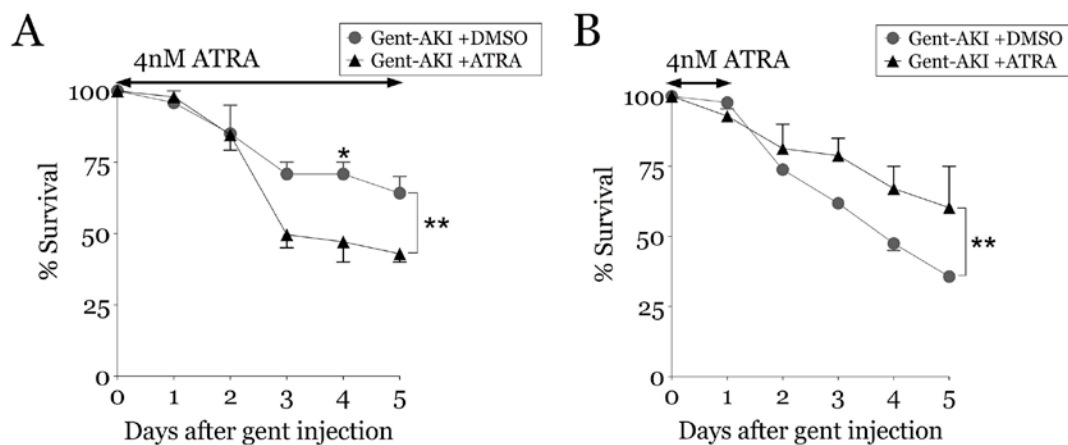 A
Gent-AKI +DMSO
Gent-AKI +ATRA
4nM ATRA
100
75
50
25
0
% Survival
*
**
0 1 2 3 4 5
Days after gent injection
B
Gent-AKI +DMSO
Gent-AKI +ATRA
4nM ATRA
100
75
50
25
0
% Survival
**
0 1 2 3 4 5
Days after gent injection